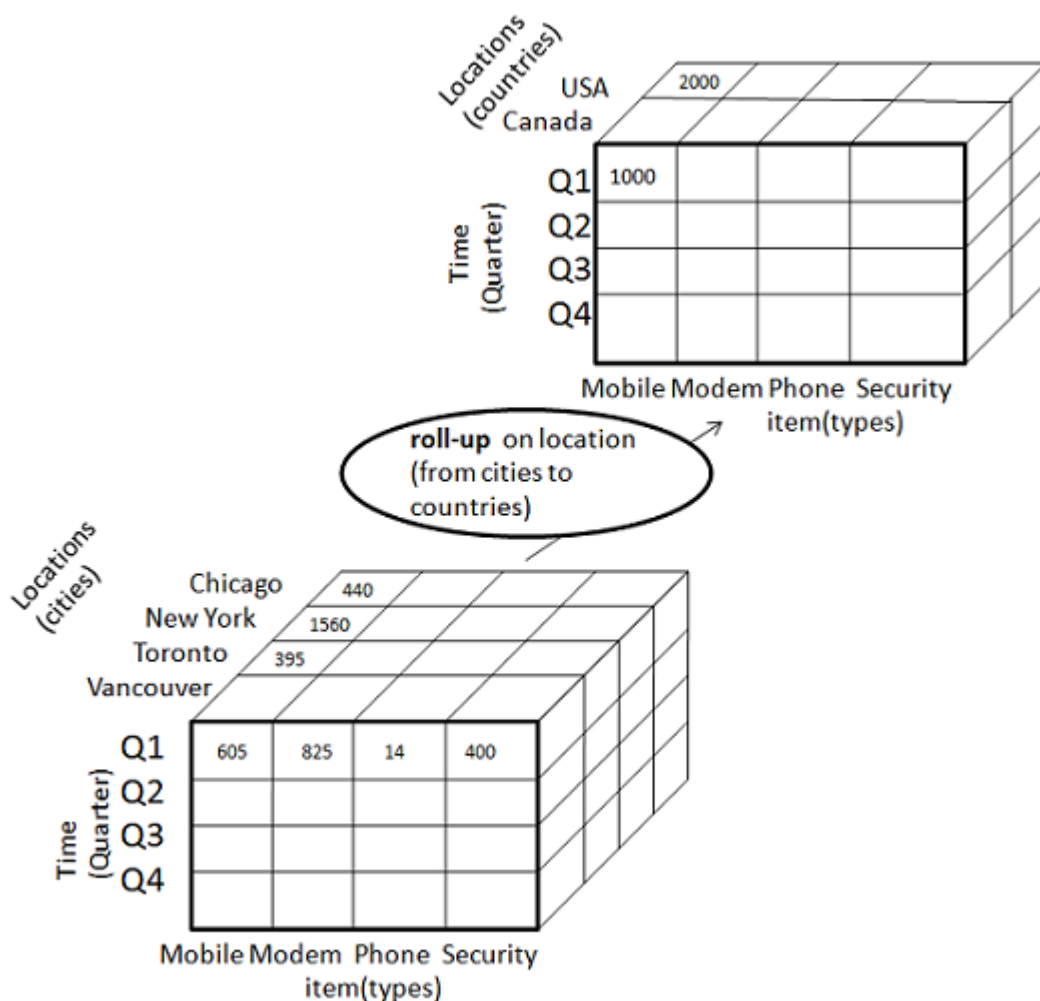 Locations
(countries)
USA
Canada
2000
Q1
Q2
Q3
Q4
Time
(Quarter)
1000
Mobile Modem Phone Security
item(types)
roll-up on location
(from cities to
countries)
Locations
(cities)
Chicago
New York
Toronto
Vancouver
440
1560
395
Q1
Q2
Q3
Q4
Time
(Quarter)
605 825 14 400
Mobile Modem Phone Security
item(types)